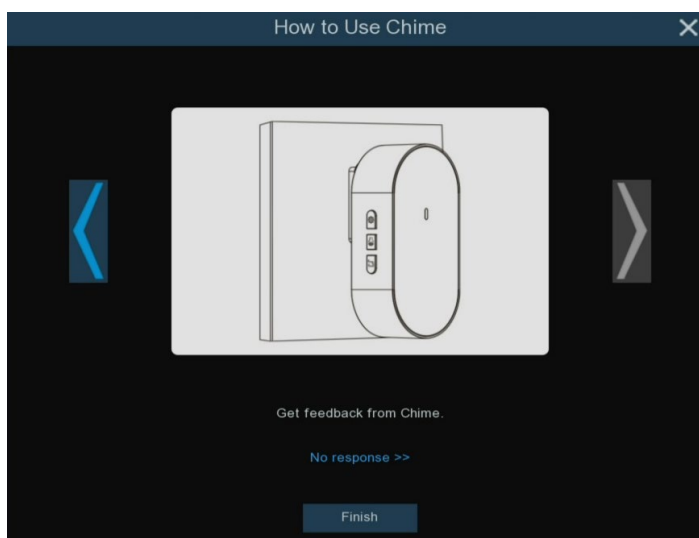 How to Use Chime
Get feedback from Chime.
No response >>
Finish